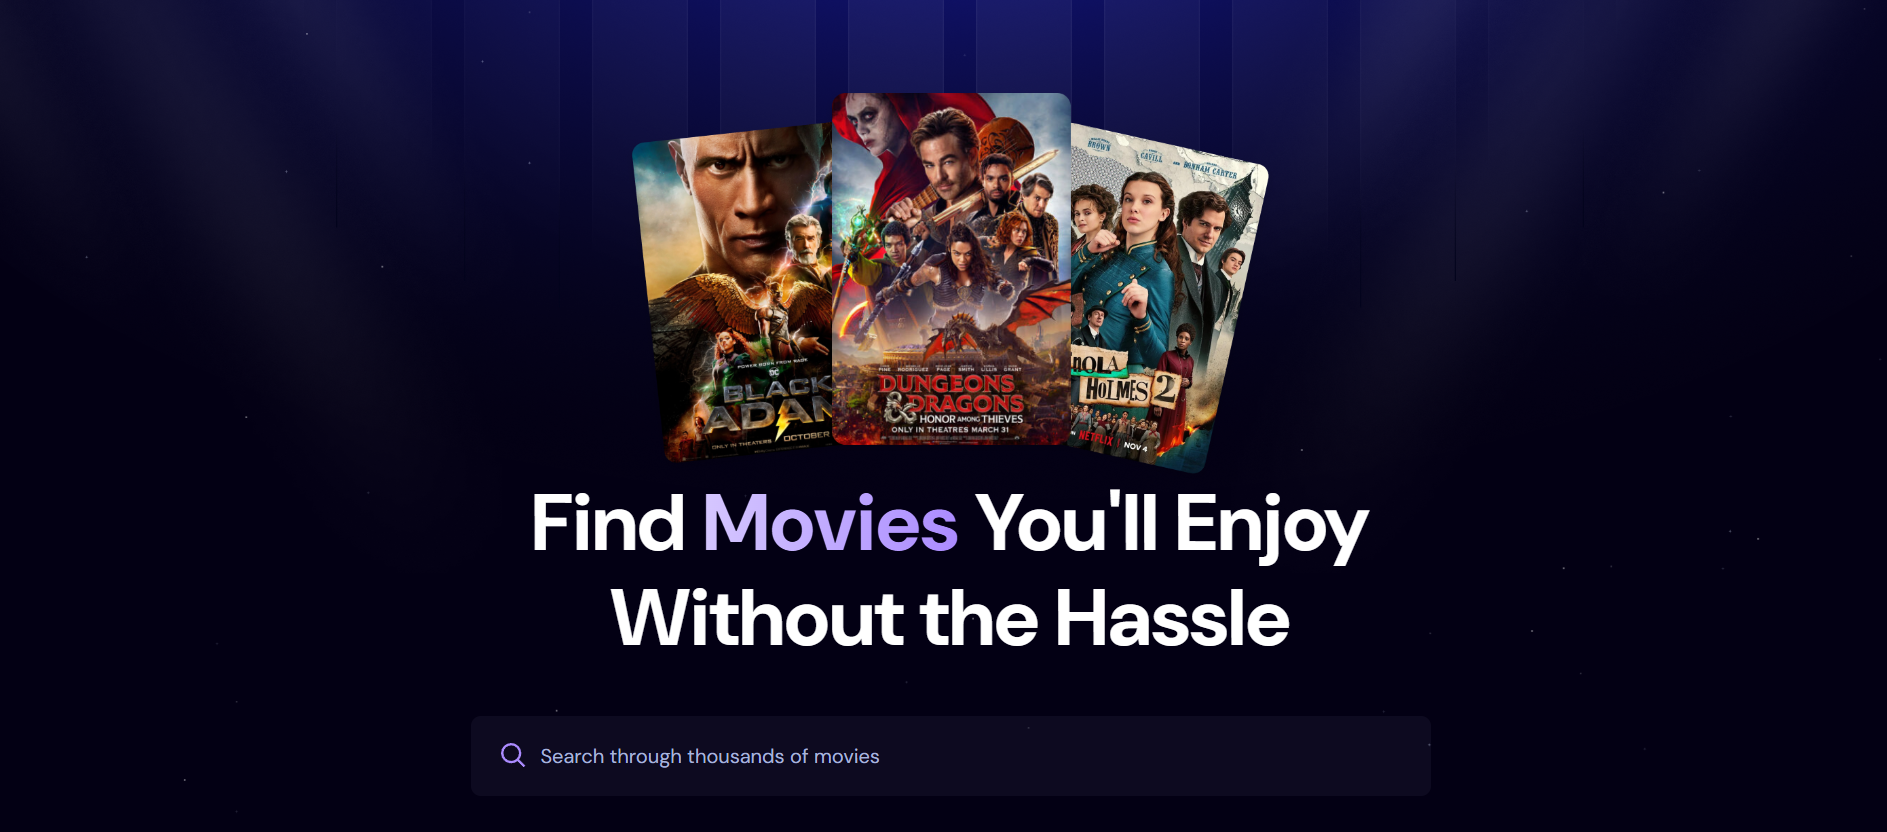 POWER BORN FROM RAGE
DC
BLACK
ADAM
ONLY IN THEATERS
OCTOBER
PINE RODRIGUEZ PAGE SMITH LILLIS GRANT
DUNGEONS
& DRAGONS
HONOR AMONG THIEVES
ONLY IN THEATRES MARCH 31
BROWN
CAVILL
AND
BONHAM CARTER
NOLA
HOLMES 2
NETFLIX | NOV 4
Find Movies You'll Enjoy
Without the Hassle
Search through thousands of movies